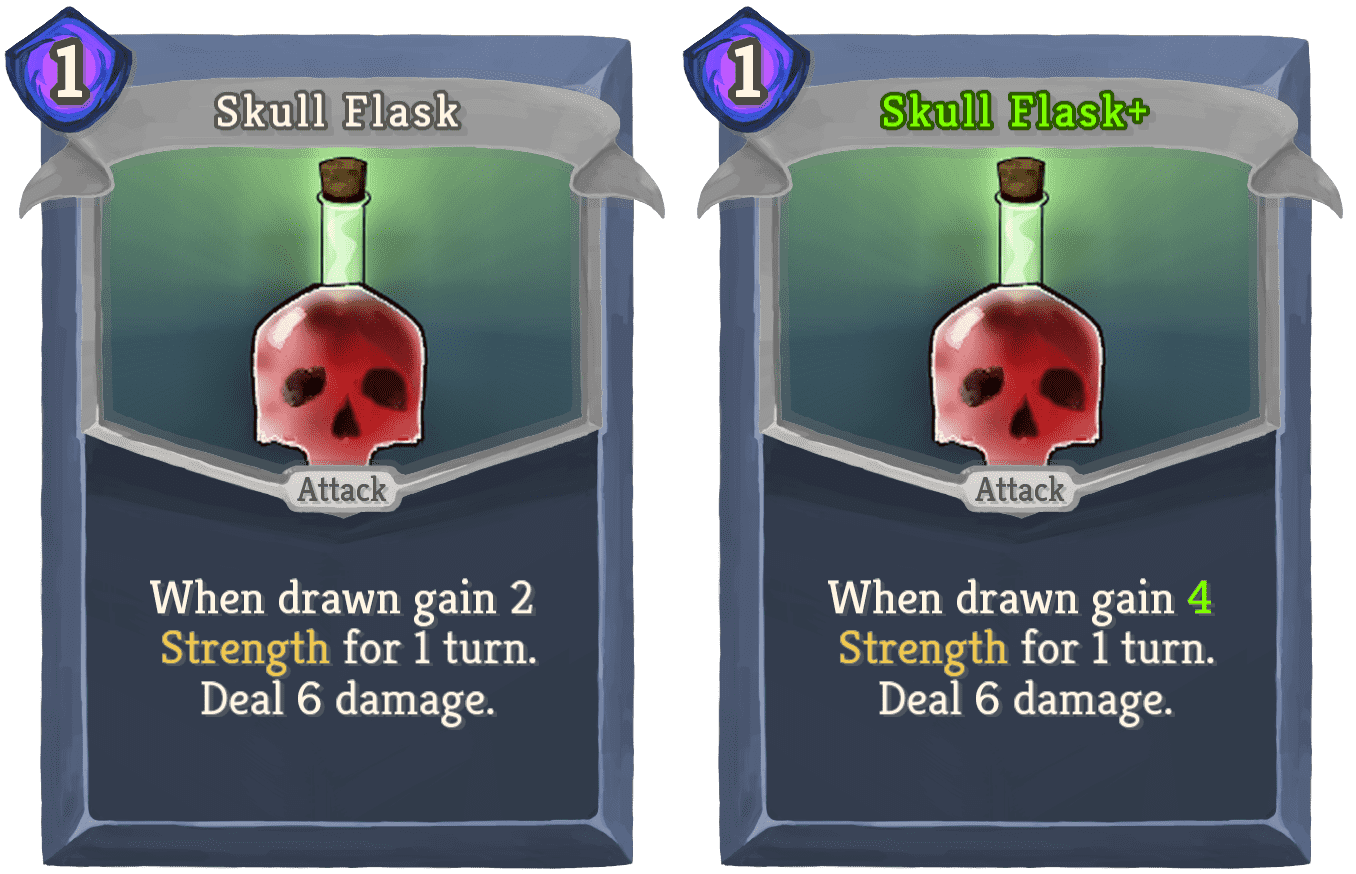 1
Skull Flask
Attack
When drawn gain 2
Strength for 1 turn.
Deal 6 damage.
1
Skull Flask+
Attack
When drawn gain 4
Strength for 1 turn.
Deal 6 damage.